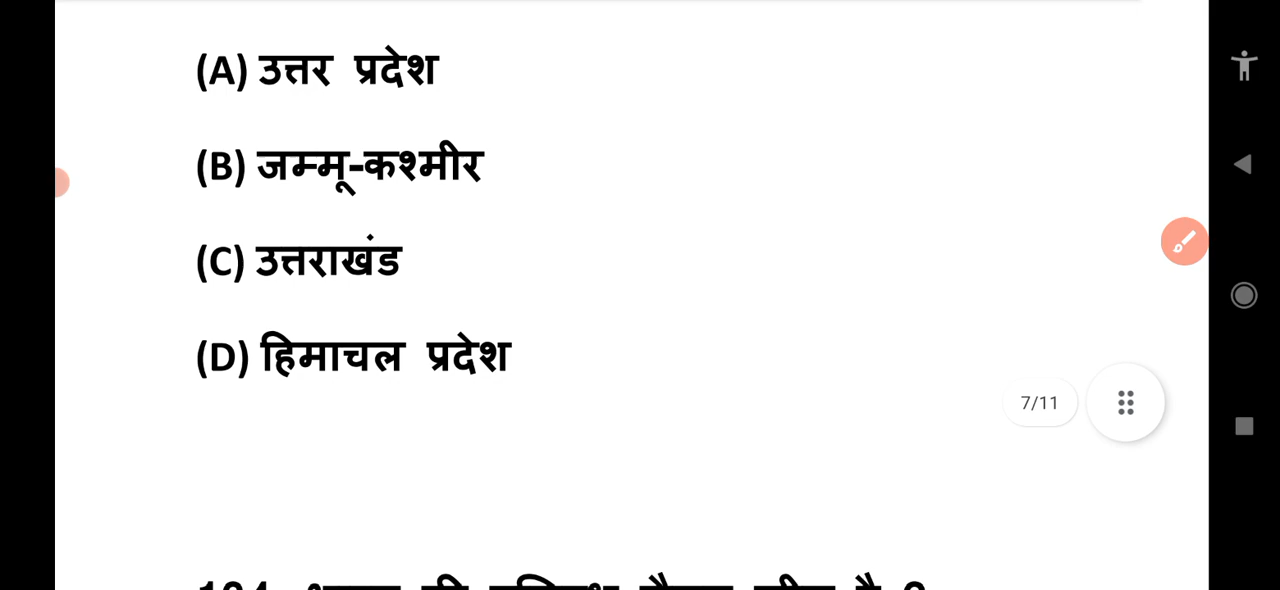 (A) उत्तर प्रदेश
(B) जम्मू-कश्मीर
(C) उत्तराखंड
(D) हिमाचल प्रदेश
7/11